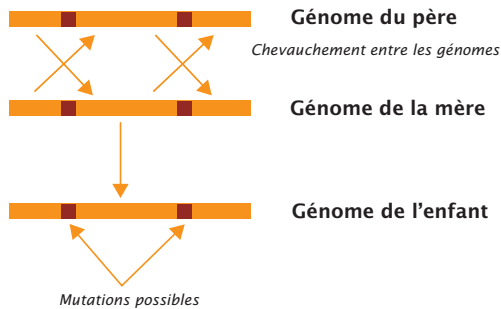 Génome du père
Chevauchement entre les génomes
Génome de la mère
Génome de l'enfant
Mutations possibles